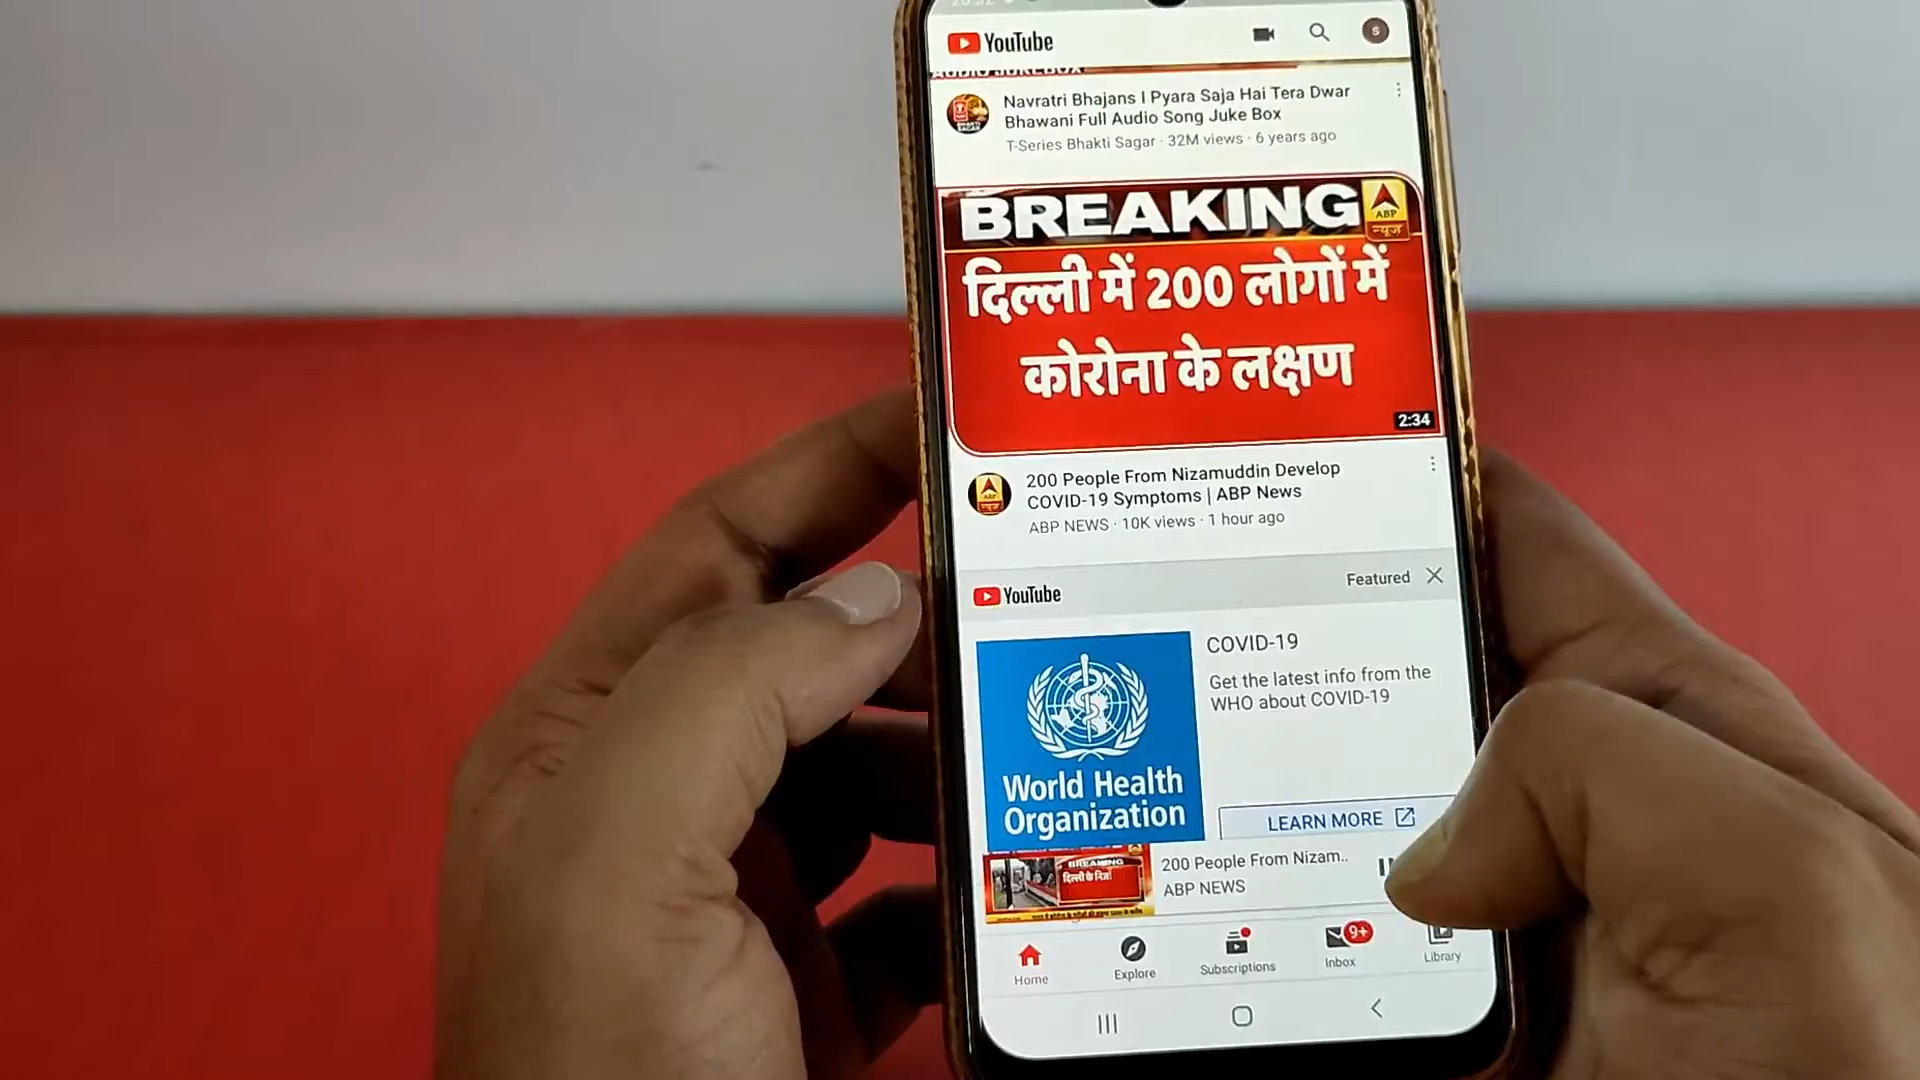 YouTube
S
AUDIO JUKEBOX
Navratri Bhajans I Pyara Saja Hai Tera Dwar
Bhawani Full Audio Song Juke Box
T-Series Bhakti Sagar · 32M views · 6 years ago
BREAKING
ABP
न्यूज़
दिल्ली में 200 लोगों में
कोरोना के लक्षण
2:34
200 People From Nizamuddin Develop
COVID-19 Symptoms | ABP News
ABP NEWS · 10K views · 1 hour ago
YouTube
Featured
COVID-19
Get the latest info from the
WHO about COVID-19
World Health
Organization
LEARN MORE
BREAKING
200 People From Nizam..
ABP NEWS
Home
Explore
Subscriptions
9+
Inbox
Library